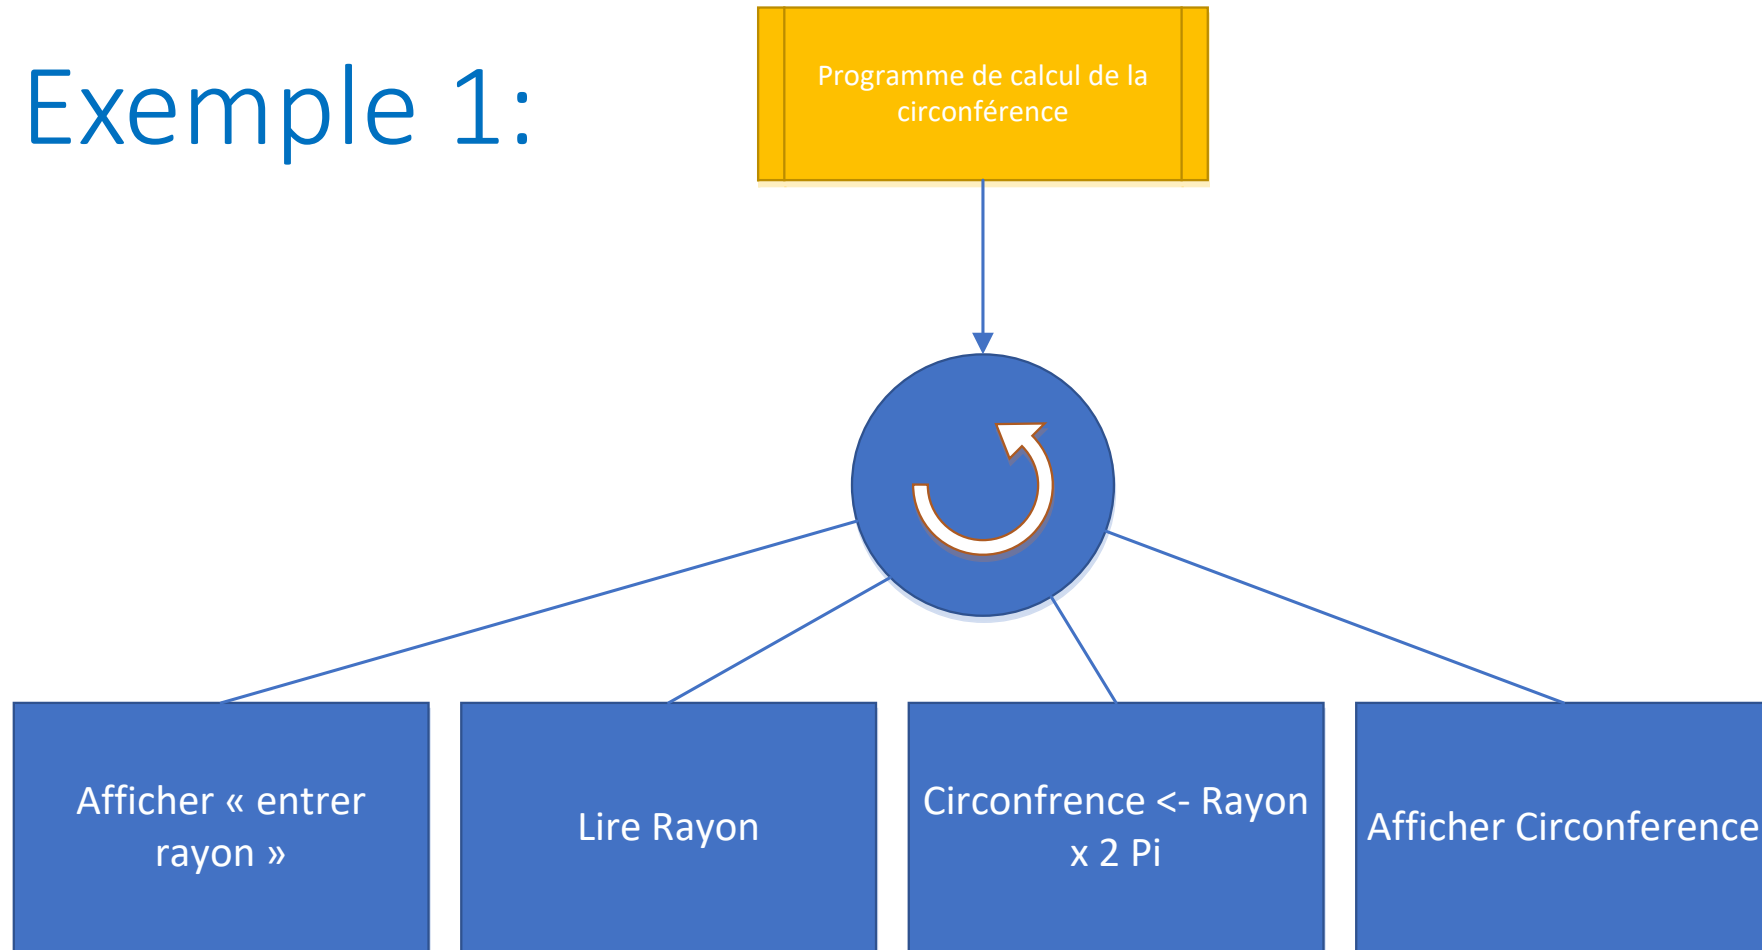 Exemple 1:
Programme de calcul de la
circonférence
Afficher « entrer
rayon »
Lire Rayon
Circonfrence <- Rayon
x 2 Pi
Afficher Circonference